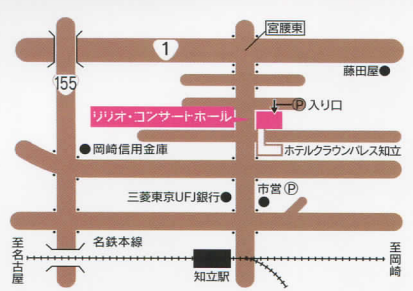 1
宮腰東
藤田屋
155
Ⓟ入り口
リリオ・コンサートホール
岡崎信用金庫
ホテルクラウンパレス知立
三菱東京UFJ銀行
市営Ⓟ
至名古屋
名鉄本線
知立駅
至岡崎